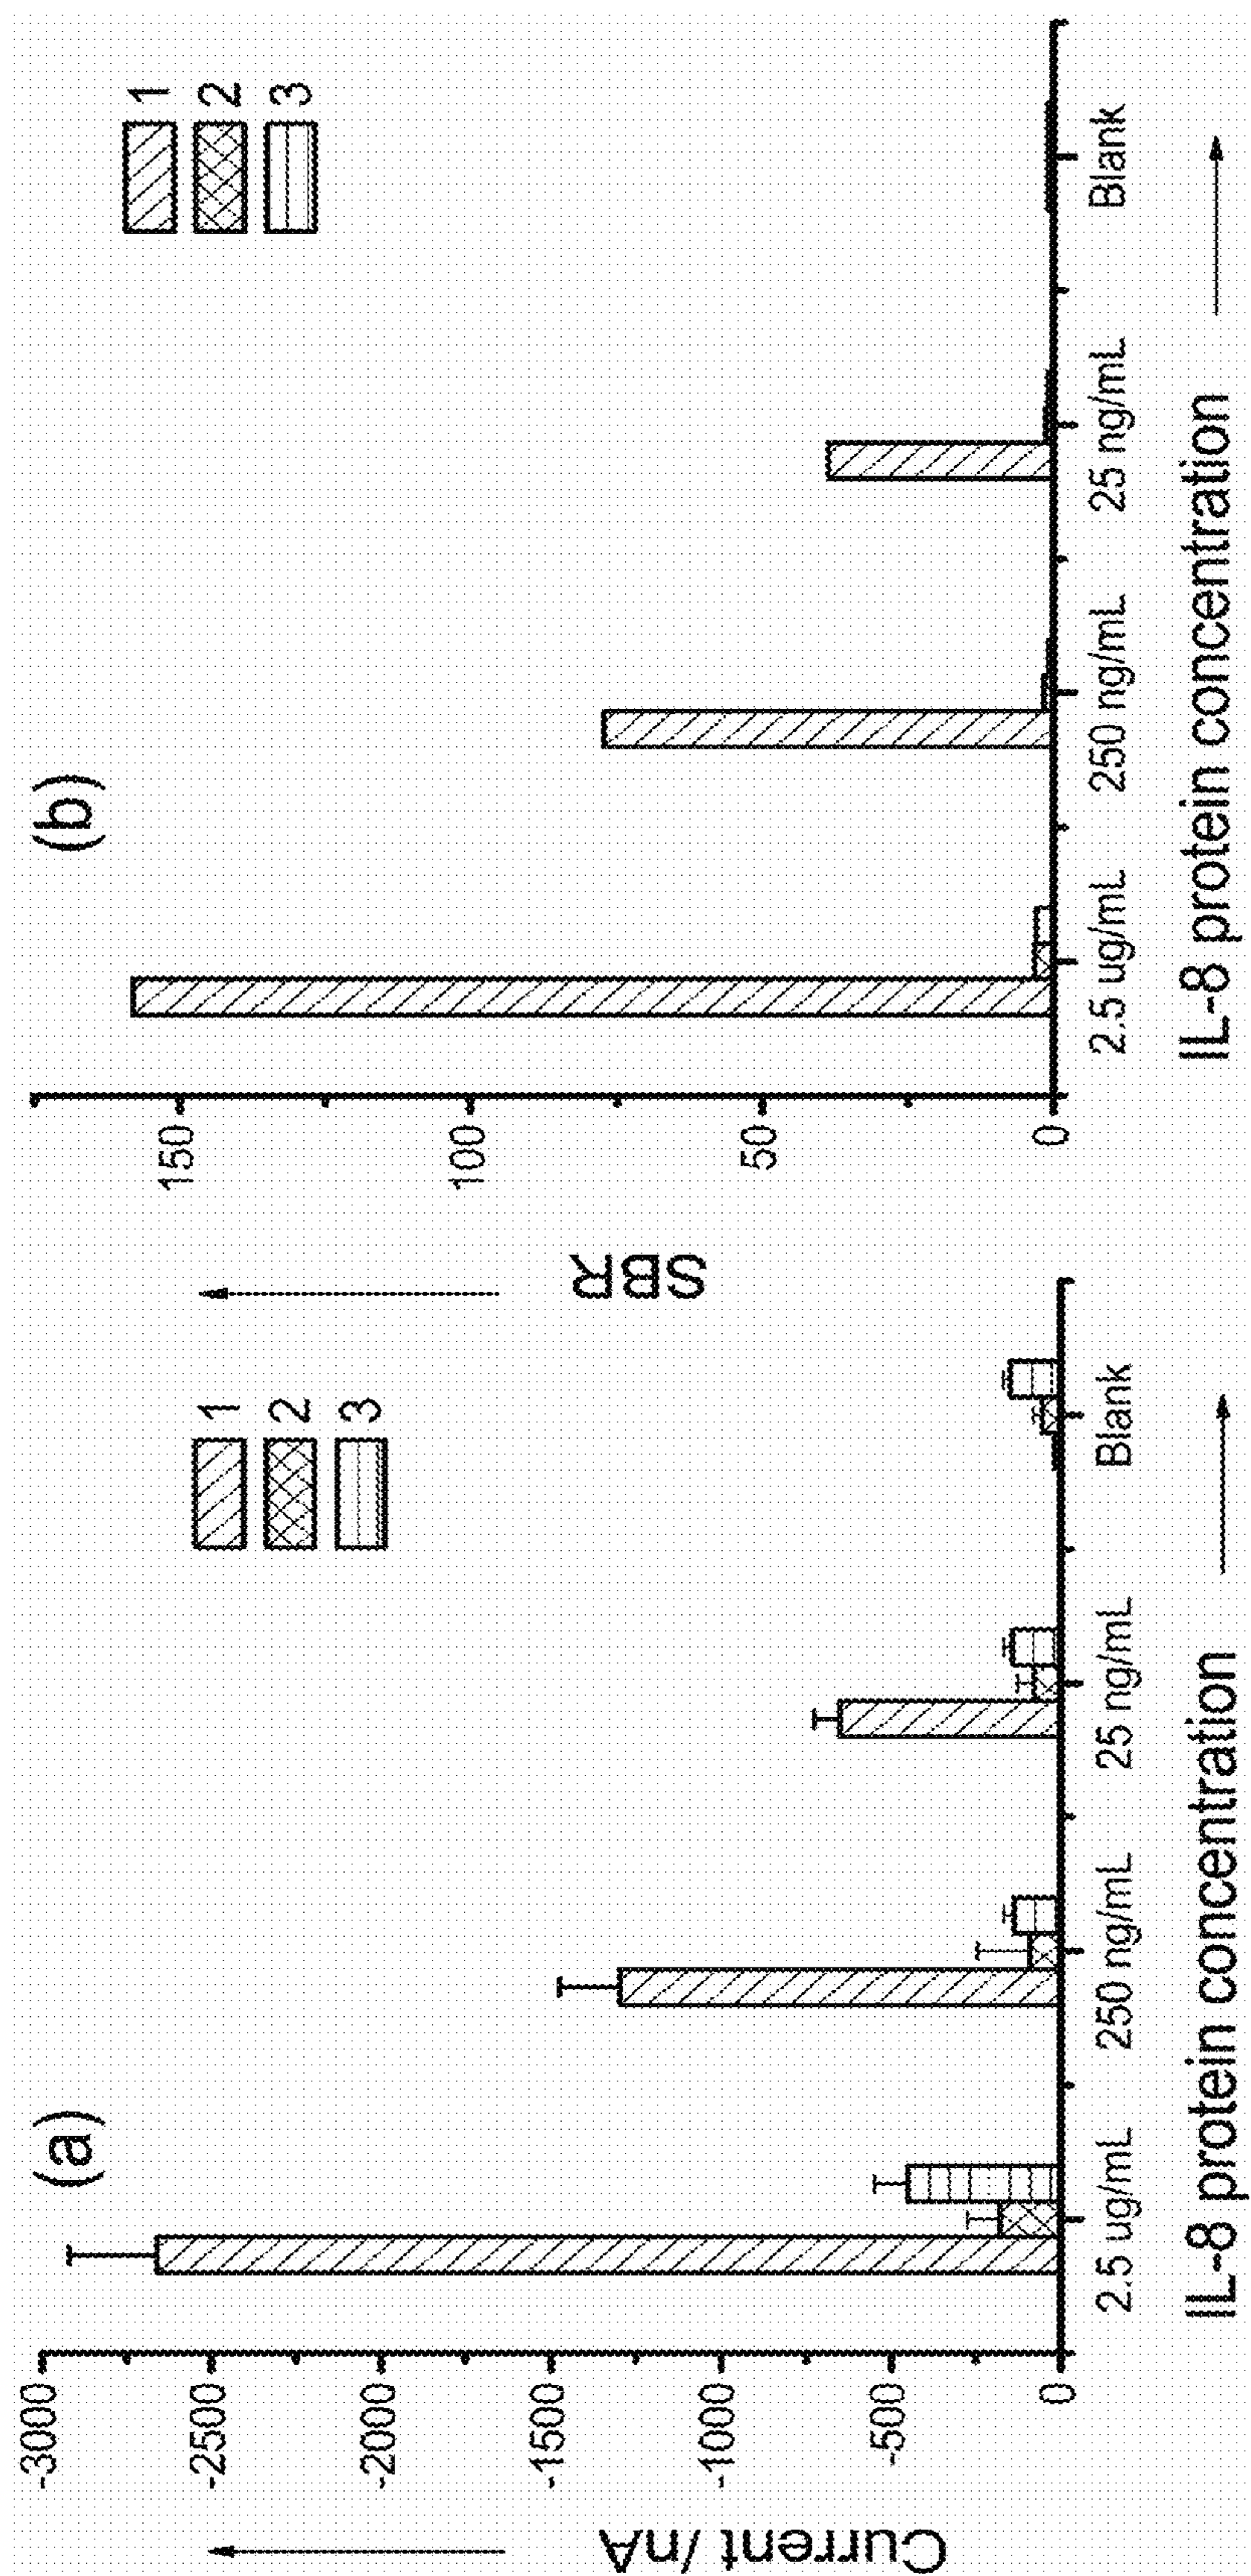 (a)
Current /nA
-3000
-2500
-2000
-1500
-1000
-500
0
1
2
3
2.5 ug/mL 250 ng/mL 25 ng/mL Blank
IL-8 protein concentration
(b)
SBR
150
100
50
0
1
2
3
2.5 ug/mL 250 ng/mL 25 ng/mL Blank
IL-8 protein concentration